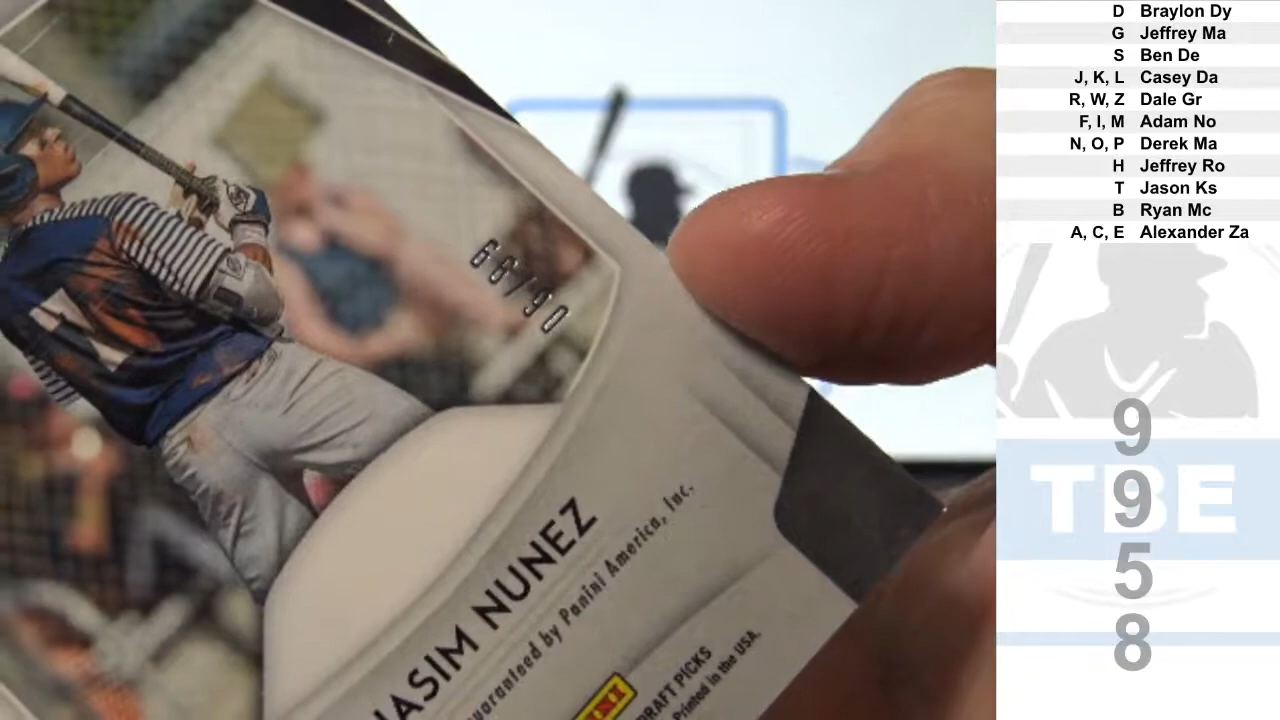 66/90
NASIM NUNEZ
guaranteed by Panini America, Inc.
DRAFT PICKS
Printed in the USA.
D Braylon Dy
G Jeffrey Ma
S Ben De
J, K, L Casey Da
R, W, Z Dale Gr
F, I, M Adam No
N, O, P Derek Ma
H Jeffrey Ro
T Jason Ks
B Ryan Mc
A, C, E Alexander Za
TBE
9
9
5
8